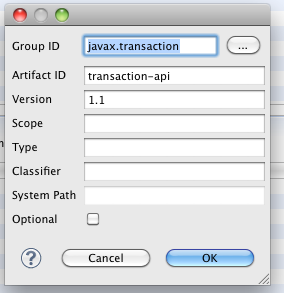 Group ID javax.transaction ...
Artifact ID transaction-api
Version 1.1
Scope
Type
Classifier
System Path
Optional
? Cancel OK